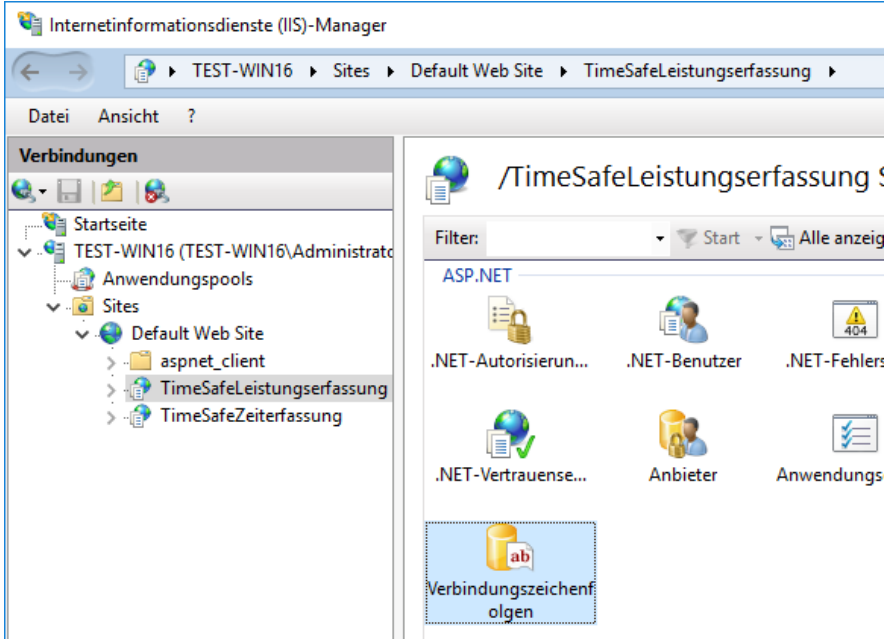 Internetinformationsdienste (IIS)-Manager
TEST-WIN16 Sites Default Web Site TimeSafeLeistungserfassung
Datei Ansicht ?
Verbindungen
Startseite
TEST-WIN16 (TEST-WIN16\Administrato
Anwendungspools
Sites
Default Web Site
aspnet_client
TimeSafeLeistungserfassung
TimeSafeZeiterfassung
/TimeSafeLeistungserfassung S
Filter: Start Alle anzeig
ASP.NET
.NET-Autorisierun... .NET-Benutzer .NET-Fehlers
404
.NET-Vertrauense... Anbieter Anwendungs
ab
Verbindungszeichenf
olgen